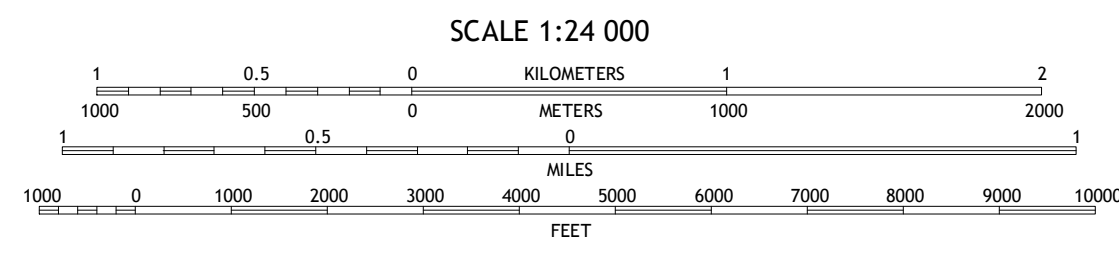 SCALE 1:24 000
1 0.5 0 KILOMETERS 1 2
1000 500 0 METERS 1000 2000
1 0.5 0 1
MILES
1000 0 1000 2000 3000 4000 5000 6000 7000 8000 9000 10000
FEET